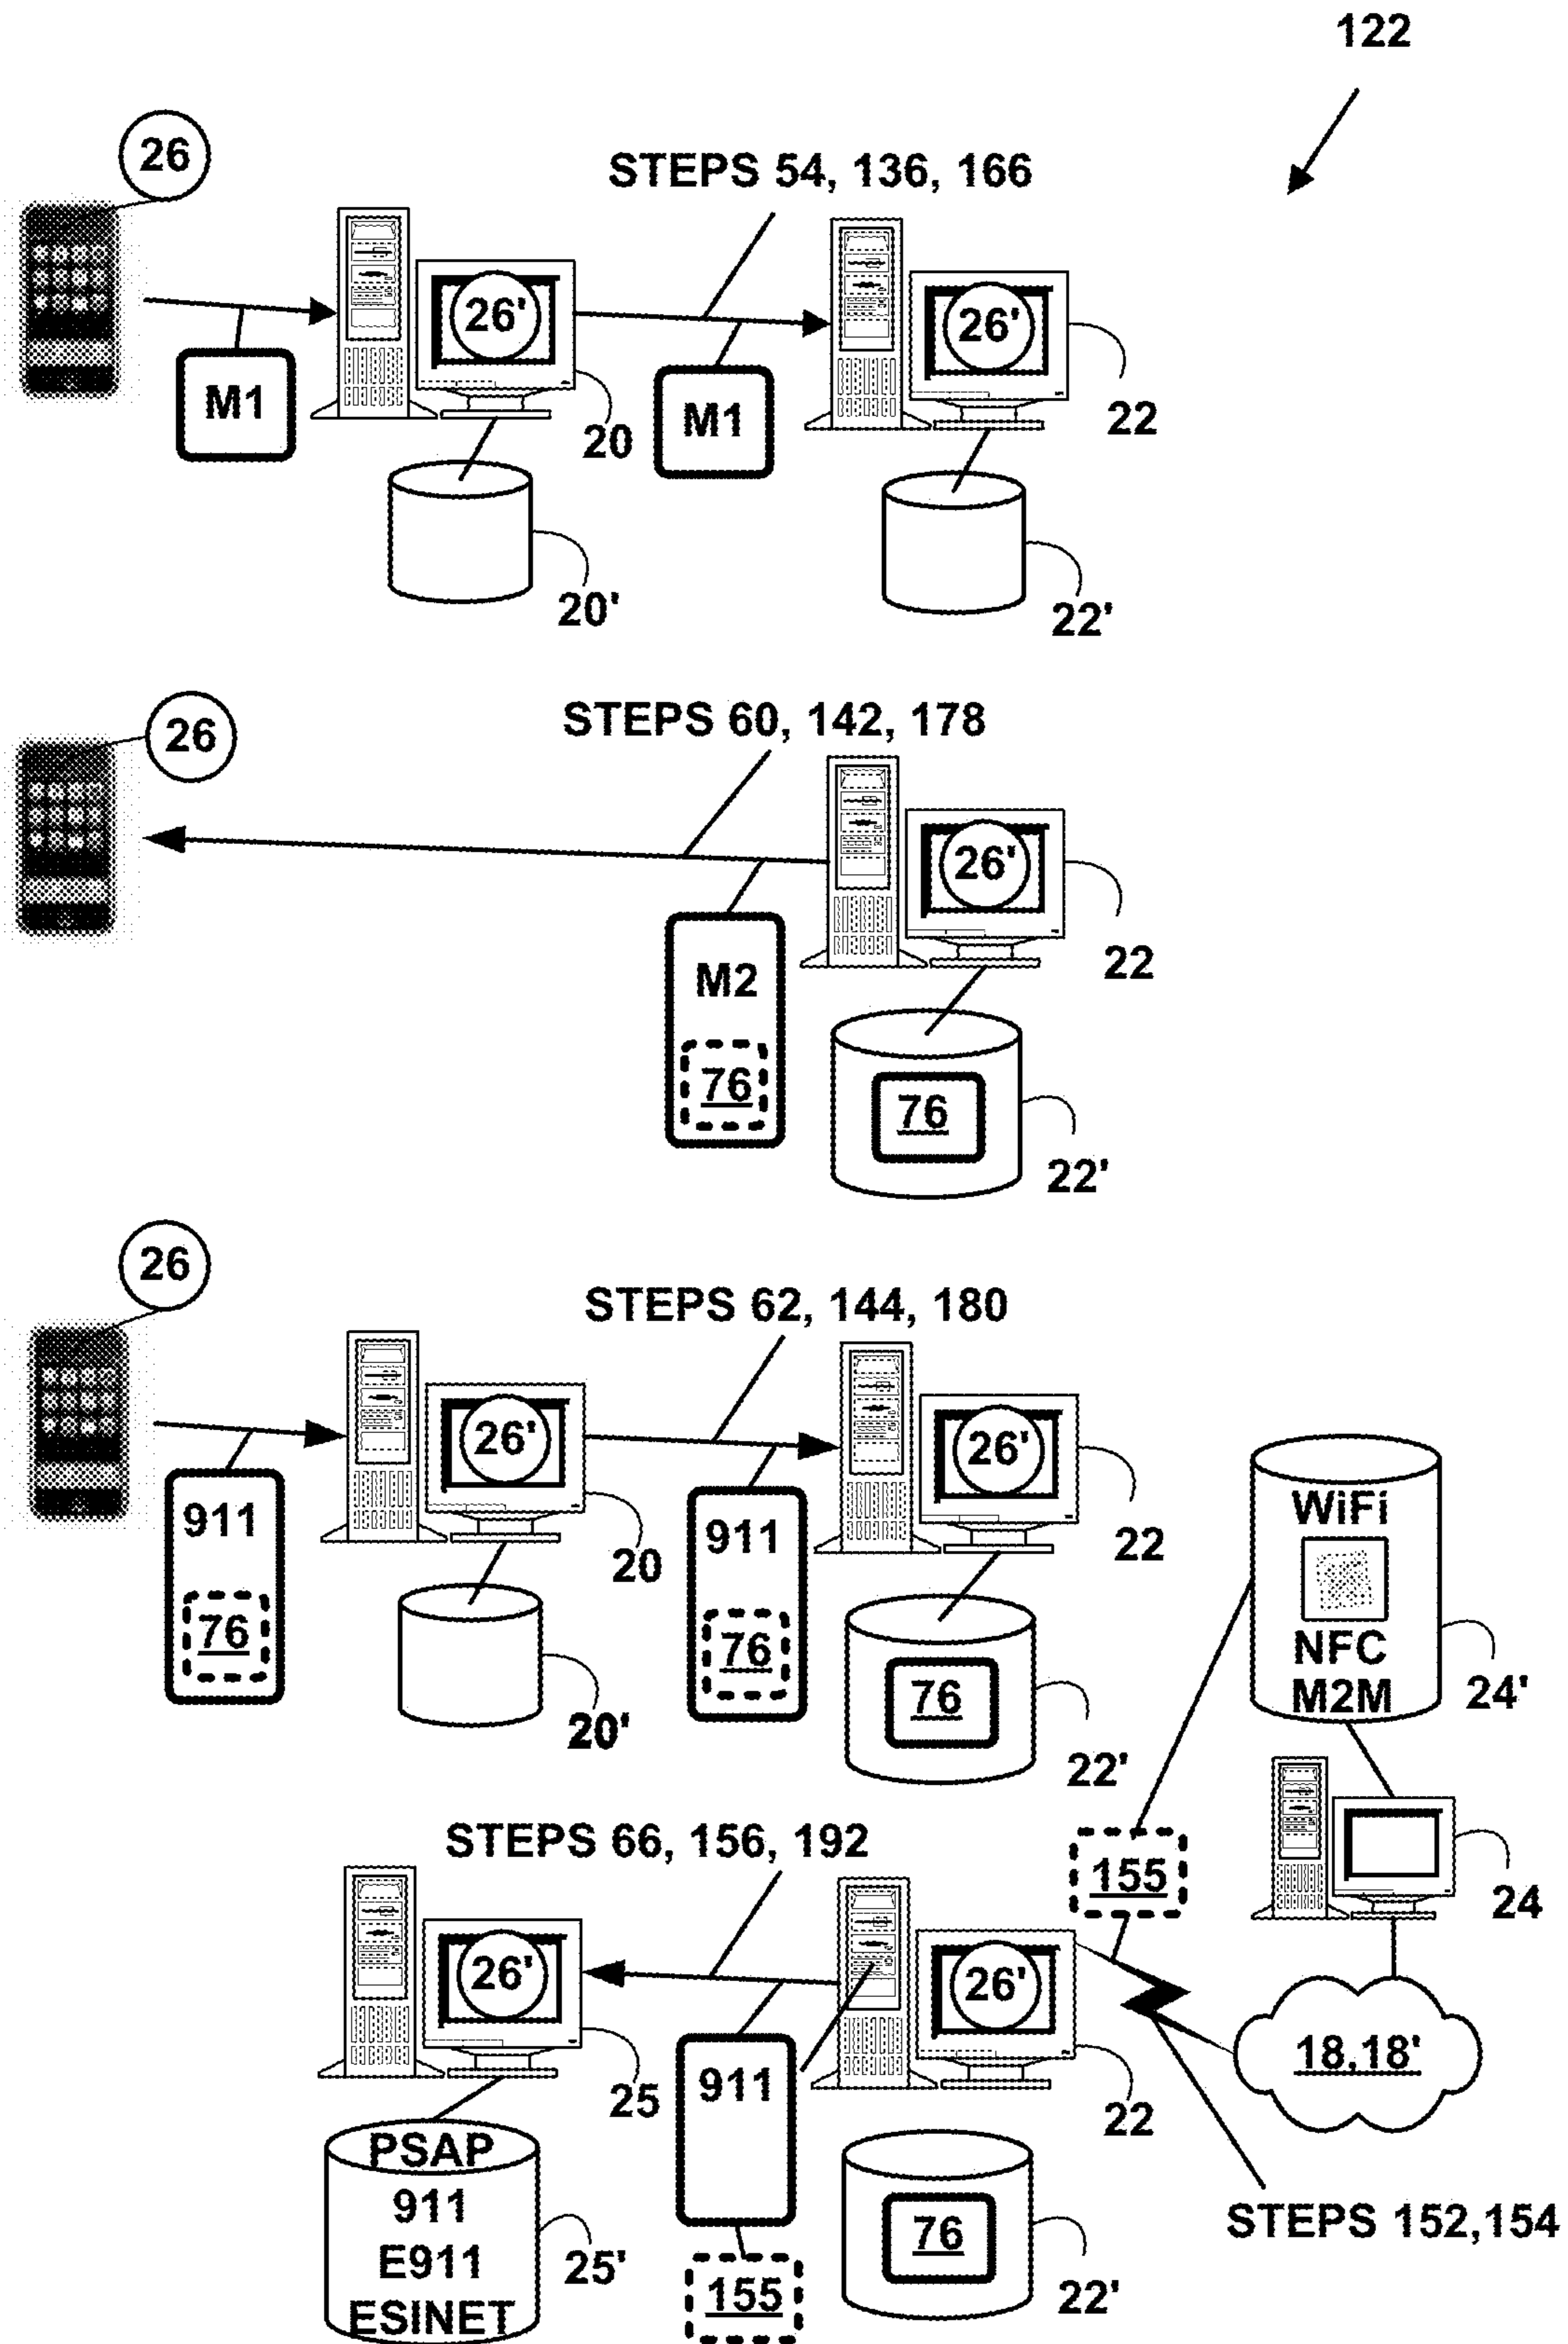 122
26
STEPS 54, 136, 166
26'
26'
M1
20
M1
22
20'
22'
26
STEPS 60, 142, 178
26'
22
M2
76
76
22'
26
STEPS 62, 144, 180
26'
26'
911
76
20
911
76
22
WiFi
NFC
M2M
24'
20'
76
22'
STEPS 66, 156, 192
155
24
26'
26'
18,18'
25
911
22
PSAP
911
E911
ESINET
25'
76
22'
STEPS 152,154
155